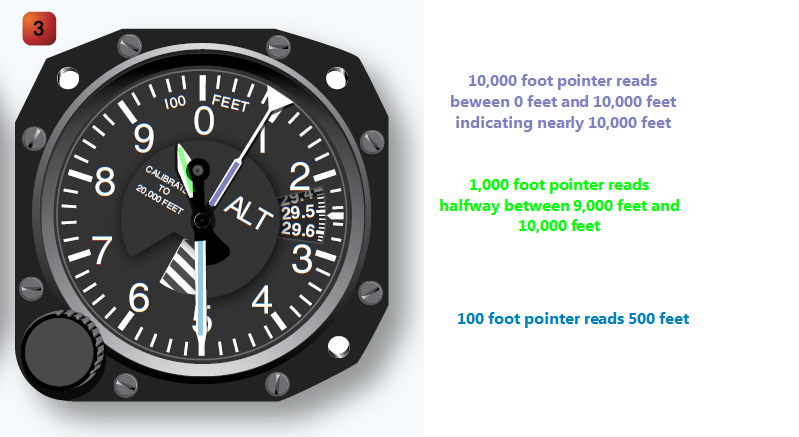 3
100 FEET
0
1
2
3
4
5
6
7
8
9
CALIBRATE
TO
20,000 FEET
ALT
29.4
29.5
29.6
10,000 foot pointer reads
beween 0 feet and 10,000 feet
indicating nearly 10,000 feet
1,000 foot pointer reads
halfway between 9,000 feet and
10,000 feet
100 foot pointer reads 500 feet